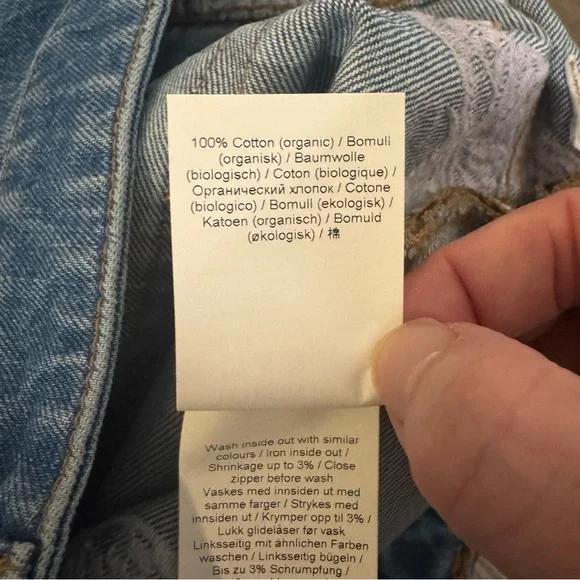 100% Cotton (organic) / Bomull
(organisk) / Baumwolle
(biologisch) / Coton (biologique) /
Органический хлопок / Cotone
(biologico) / Bomull (ekologisk) /
Katoen (organisch) / Bomuld
(økologisk) / 棉
Wash inside out with similar
colours / Iron inside out /
Shrinkage up to 3% / Close
zipper before wash
Vaskes med innsiden ut med
samme farger / Strykes med
innsiden ut / Krymper opp til 3% /
Lukk glidelåser før vask
Linksseitig mit ähnlichen Farben
waschen / Linksseitig bügeln /
Bis zu 3% Schrumpfung /